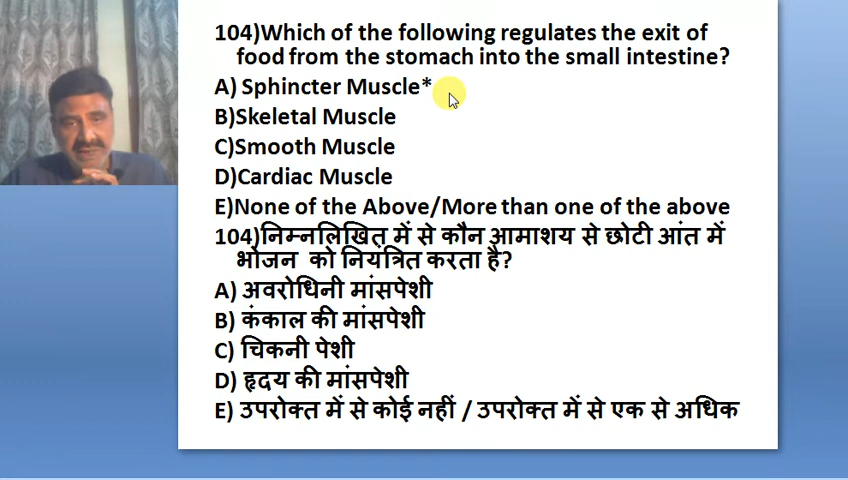 104)Which of the following regulates the exit of
food from the stomach into the small intestine?
A) Sphincter Muscle*
B)Skeletal Muscle
C)Smooth Muscle
D)Cardiac Muscle
E)None of the Above/More than one of the above
104)निम्नलिखित में से कौन आमाशय से छोटी आंत में
भोजन को नियंत्रित करता है?
A) अवरोधिनी मांसपेशी
B) कंकाल की मांसपेशी
C) चिकनी पेशी
D) हृदय की मांसपेशी
E) उपरोक्त में से कोई नहीं / उपरोक्त में से एक से अधिक